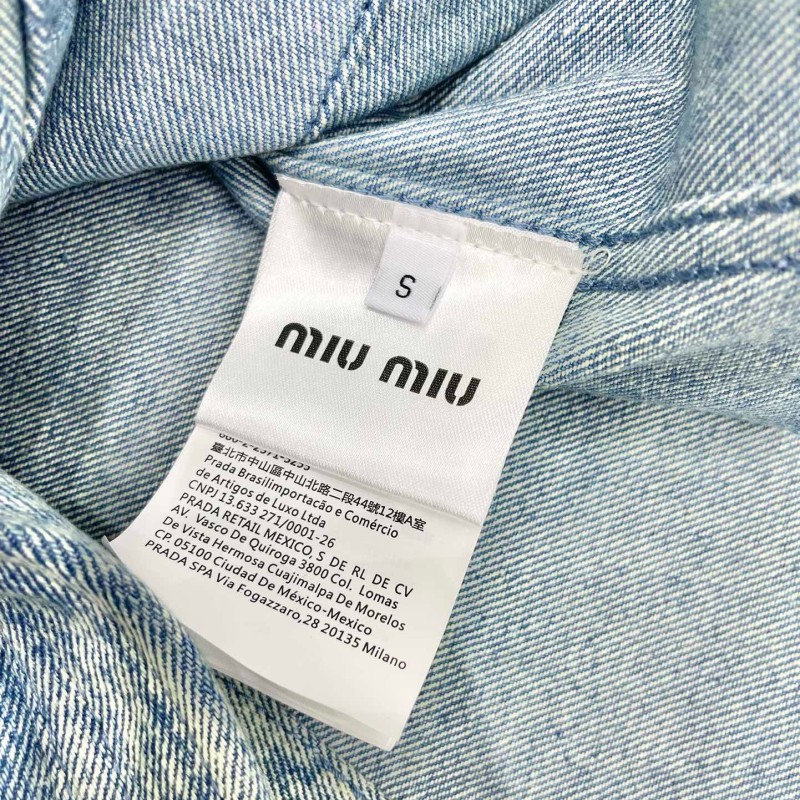 S
miu miu
臺北市中山區中山北路二段44號12樓A室
Prada Brasilimportacão e Comércio
de Artigos de Luxo Ltda
CNPJ 13.633 271/0001-26
PRADA RETAIL MEXICO, S DE RL DE CV
AV. Vasco De Quiroga 3800 Col. Lomas
De Vista Hermosa Cuajimalpa De Morelos
CP. 05100 Ciudad De México-Mexico
PRADA SPA Via Fogazzaro,28 20135 Milano